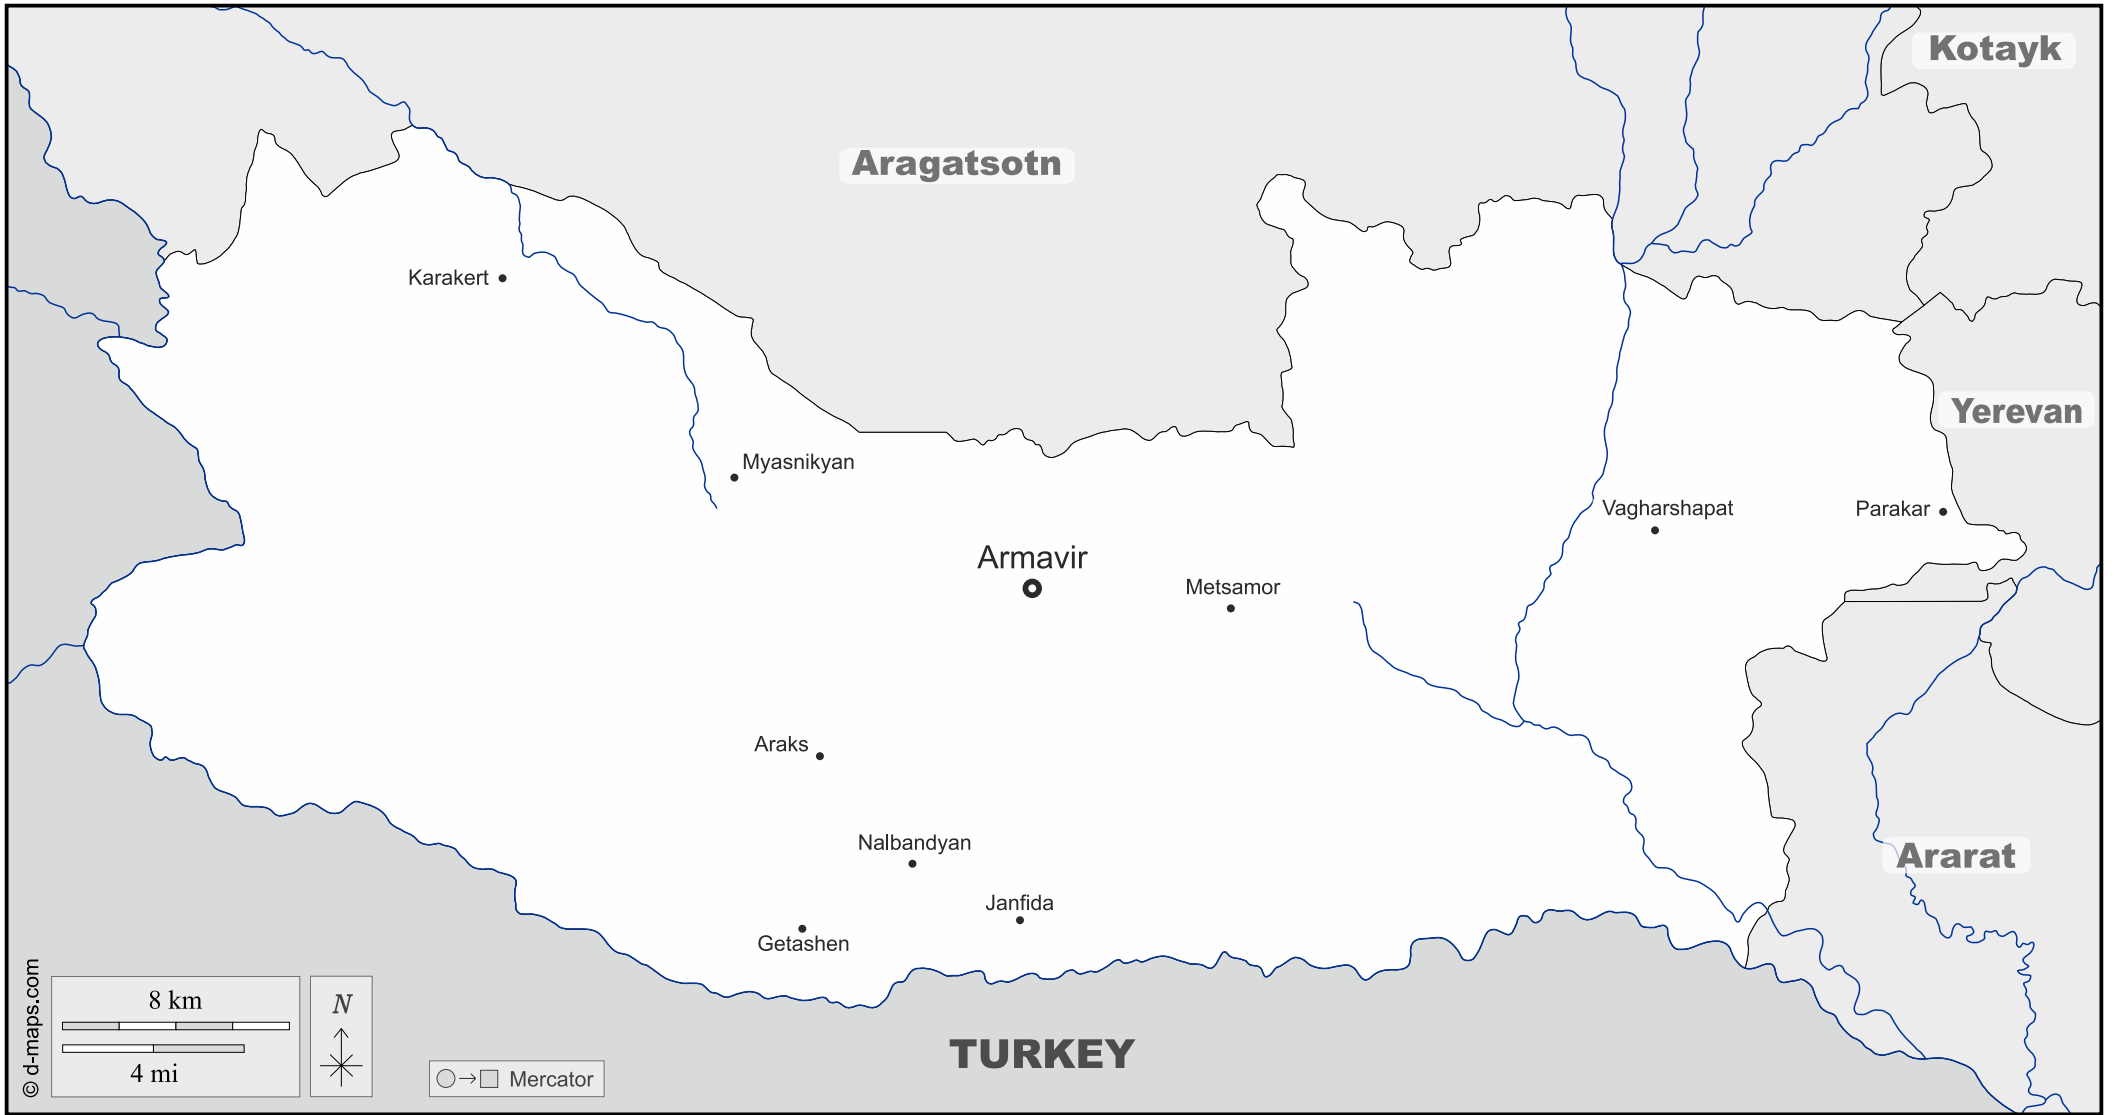 Kotayk
Aragatsotn
Karakert
Yerevan
Myasnikyan
Vagharshapat
Parakar
Armavir
Metsamor
Araks
Nalbandyan
Ararat
Janfida
Getashen
TURKEY
© d-maps.com
8 km
4 mi
N
Mercator